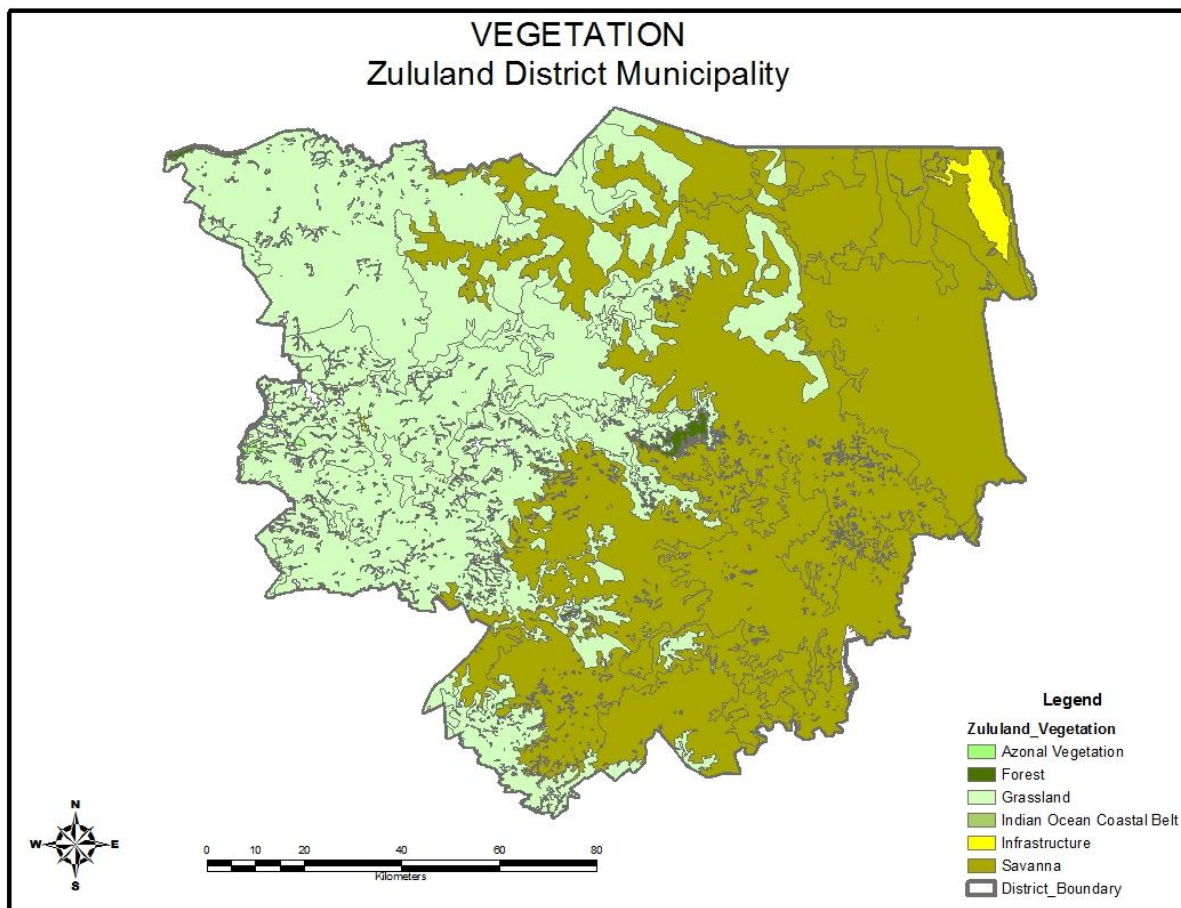 VEGETATION
Zululand District Municipality
N
W E
S
0 10 20 40 60 80
Kilometers
Legend
Zululand_Vegetation
Azonal Vegetation
Forest
Grassland
Indian Ocean Coastal Belt
Infrastructure
Savanna
District_Boundary